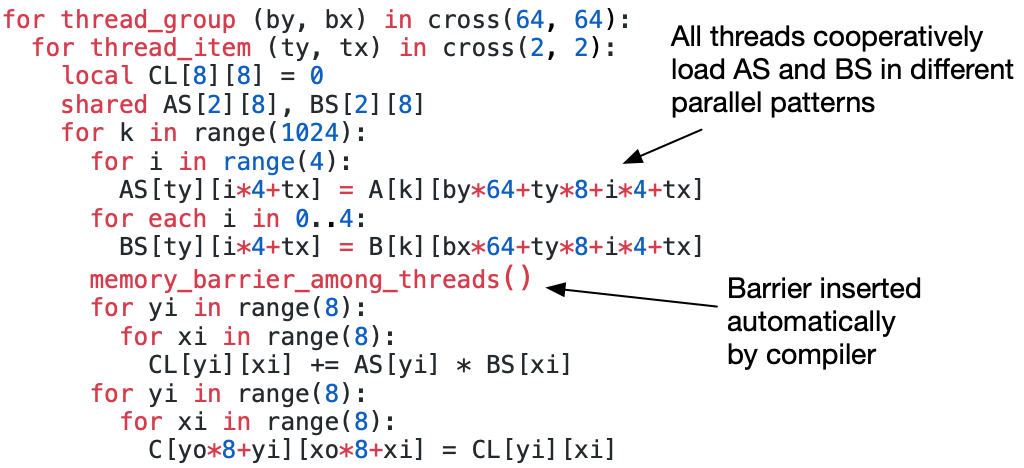 for thread_group (by, bx) in cross(64, 64):
  for thread_item (ty, tx) in cross(2, 2):
    local CL[8][8] = 0
    shared AS[2][8], BS[2][8]
    for k in range(1024):
      for i in range(4):
        AS[ty][i*4+tx] = A[k][by*64+ty*8+i*4+tx]
      for each i in 0..4:
        BS[ty][i*4+tx] = B[k][bx*64+ty*8+i*4+tx]
      memory_barrier_among_threads()
      for yi in range(8):
        for xi in range(8):
          CL[yi][xi] += AS[yi] * BS[xi]
      for yi in range(8):
        for xi in range(8):
          C[yo*8+yi][xo*8+xi] = CL[yi][xi]
All threads cooperatively
load AS and BS in different
parallel patterns
Barrier inserted
automatically
by compiler